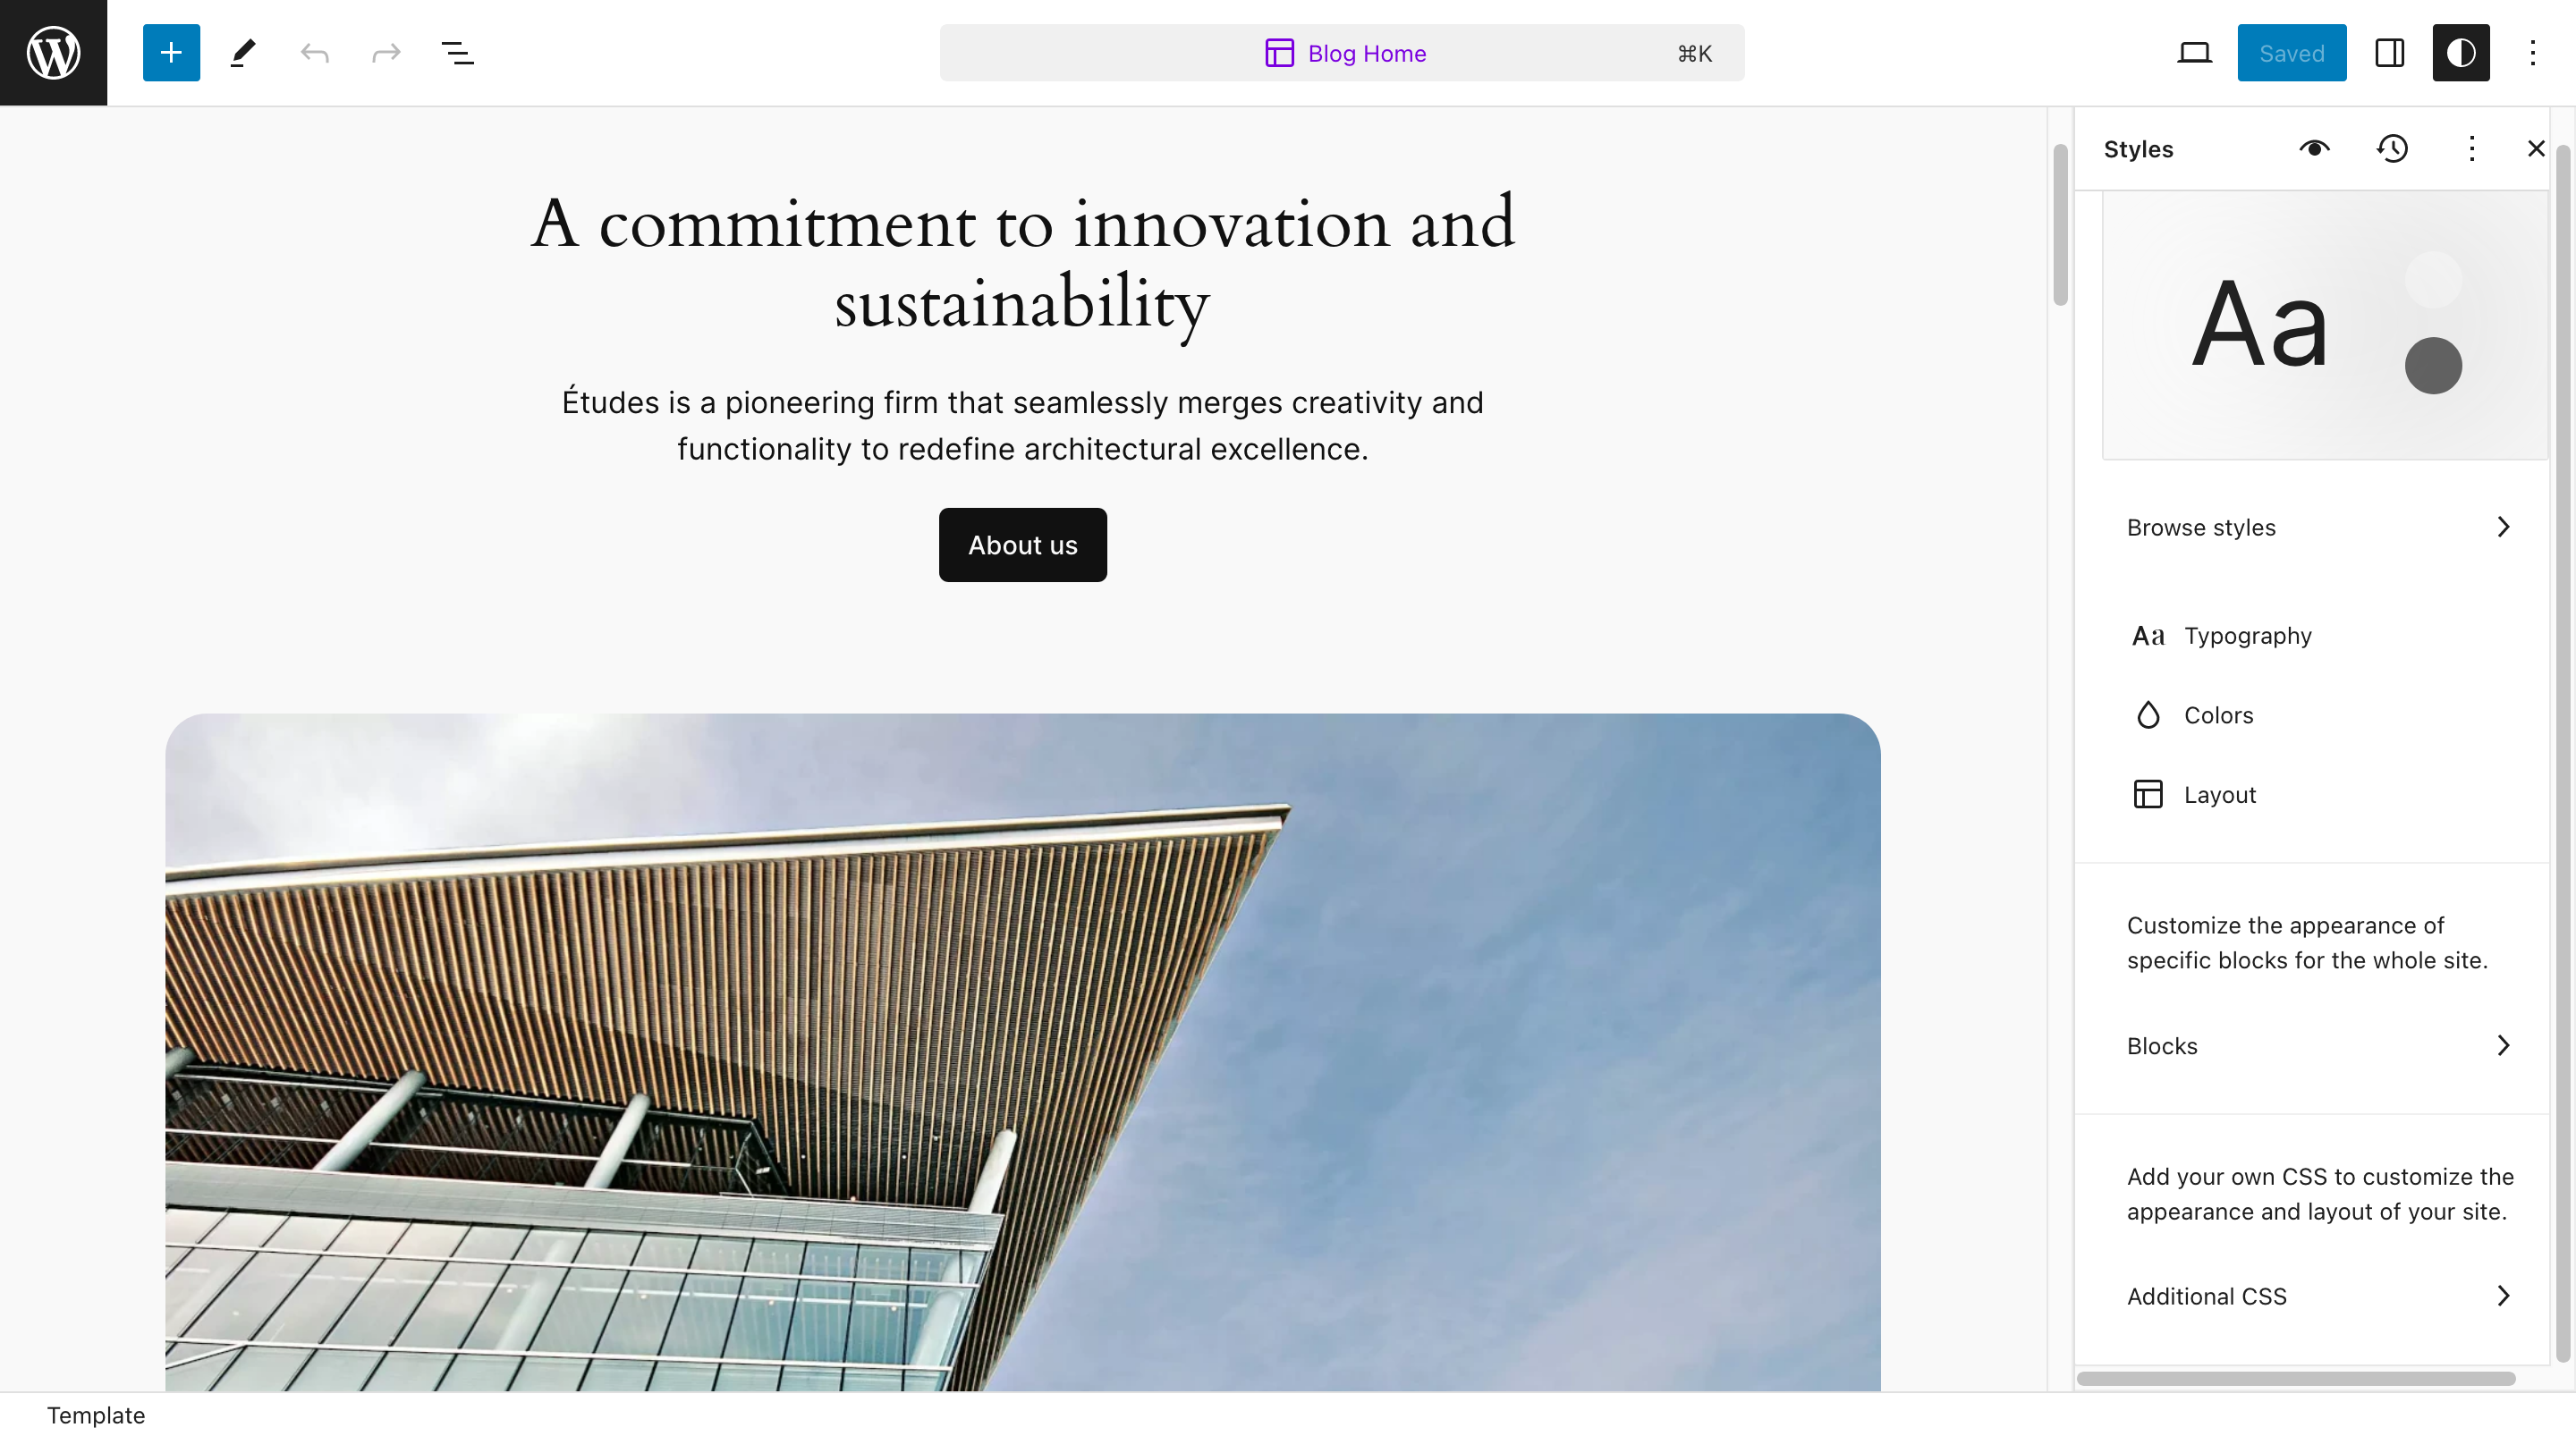 Blog Home
⌘K
Saved
A commitment to innovation and
sustainability
Études is a pioneering firm that seamlessly merges creativity and
functionality to redefine architectural excellence.
About us
Styles
Aa
Browse styles
Aa Typography
Colors
Layout
Customize the appearance of
specific blocks for the whole site.
Blocks
Add your own CSS to customize the
appearance and layout of your site.
Additional CSS
Template